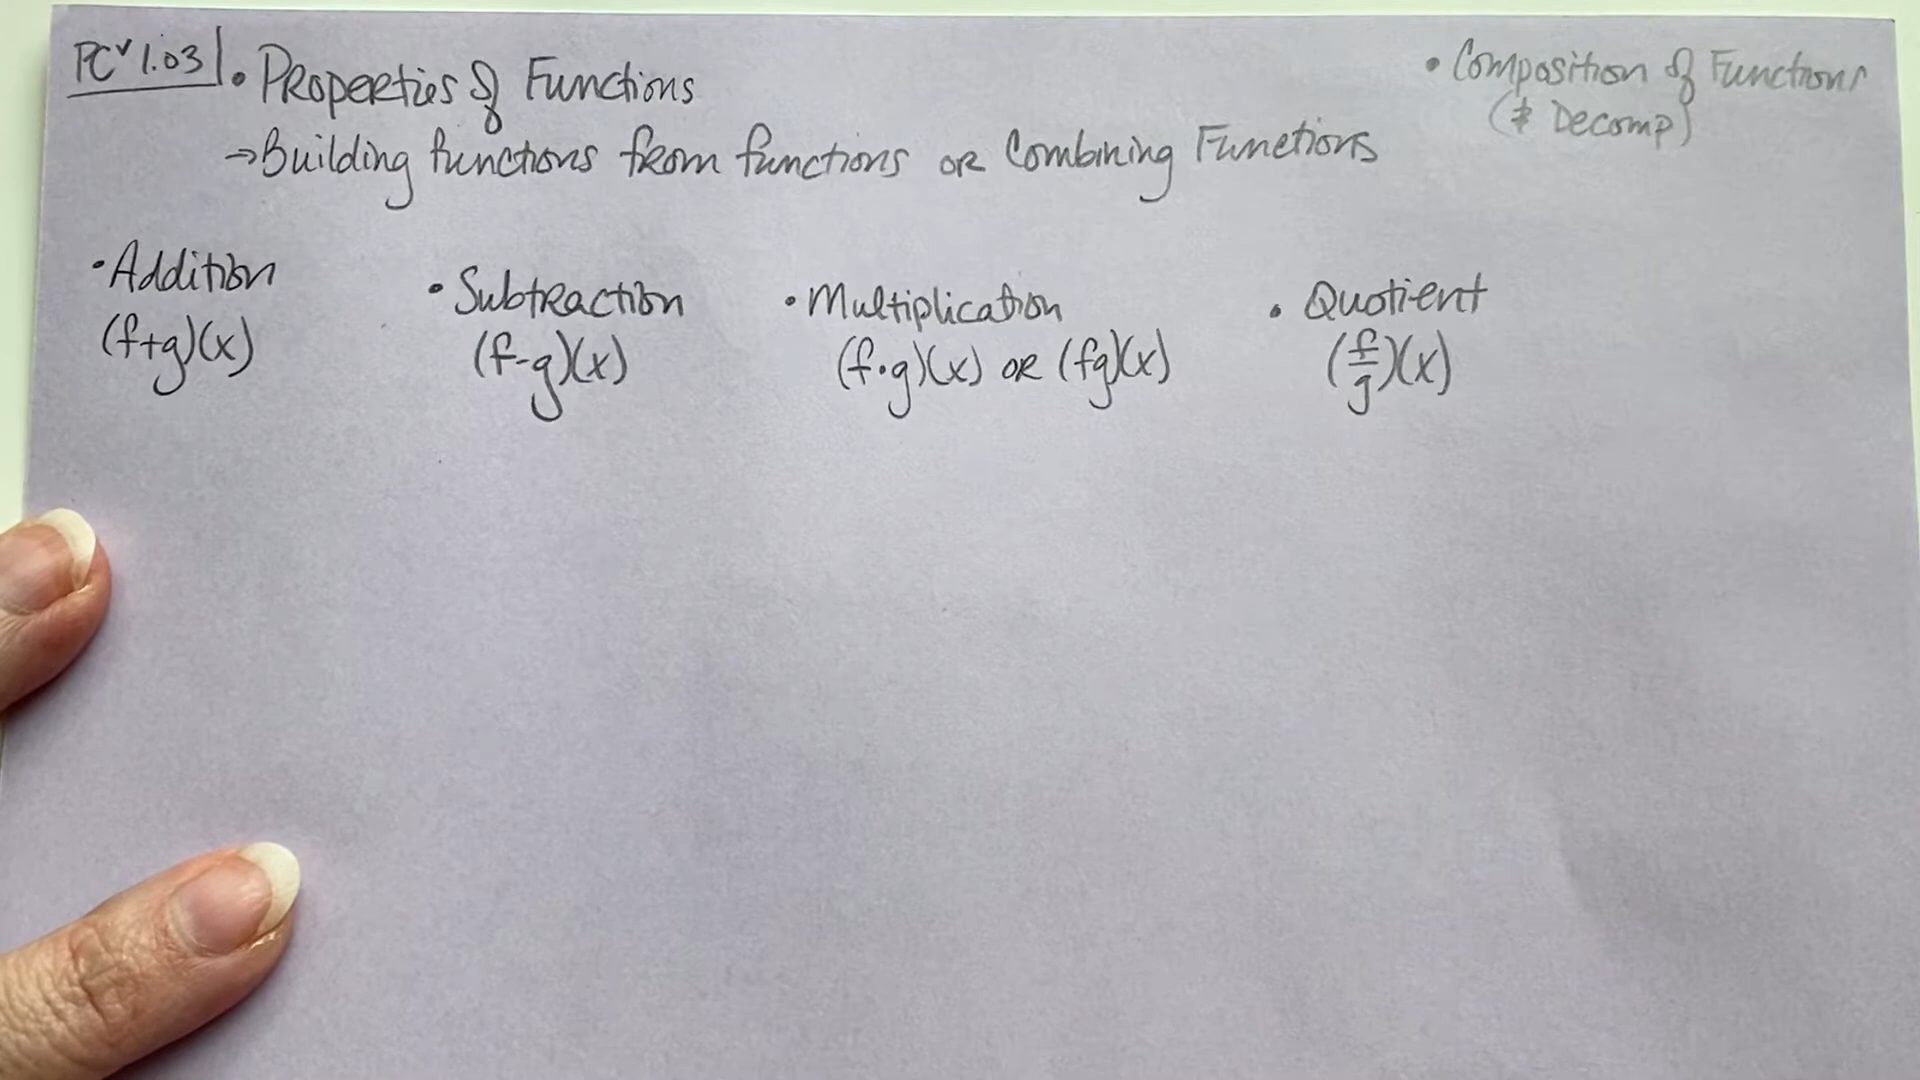 PCv 1.03
• Properties of Functions
→ Building functions from functions or Combining Functions
• Composition of Functions
(& Decomp)
• Addition
(f+g)(x)
• Subtraction
(f-g)(x)
• Multiplication
(f•g)(x) or (fg)(x)
• Quotient
(f/g)(x)